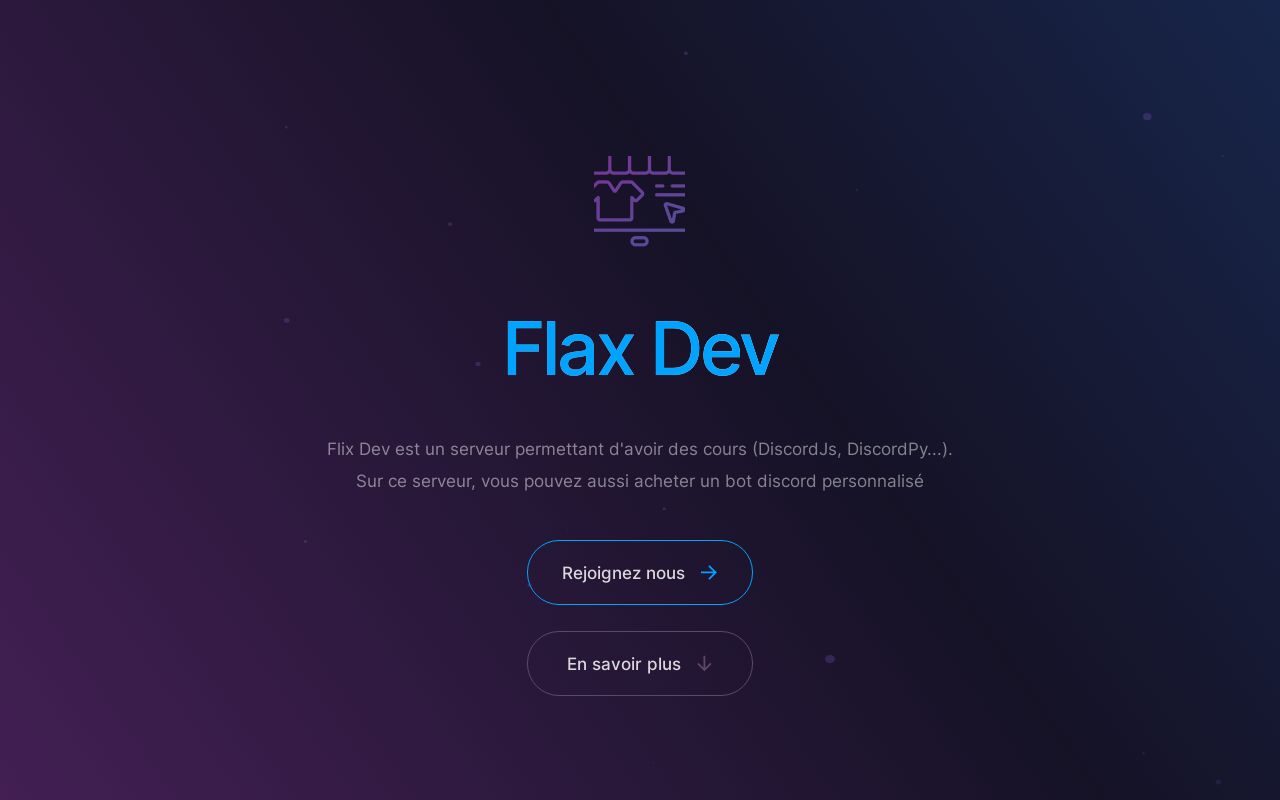 Flax Dev
Flix Dev est un serveur permettant d'avoir des cours (DiscordJs, DiscordPy...).
Sur ce serveur, vous pouvez aussi acheter un bot discord personnalisé
Rejoignez nous
En savoir plus